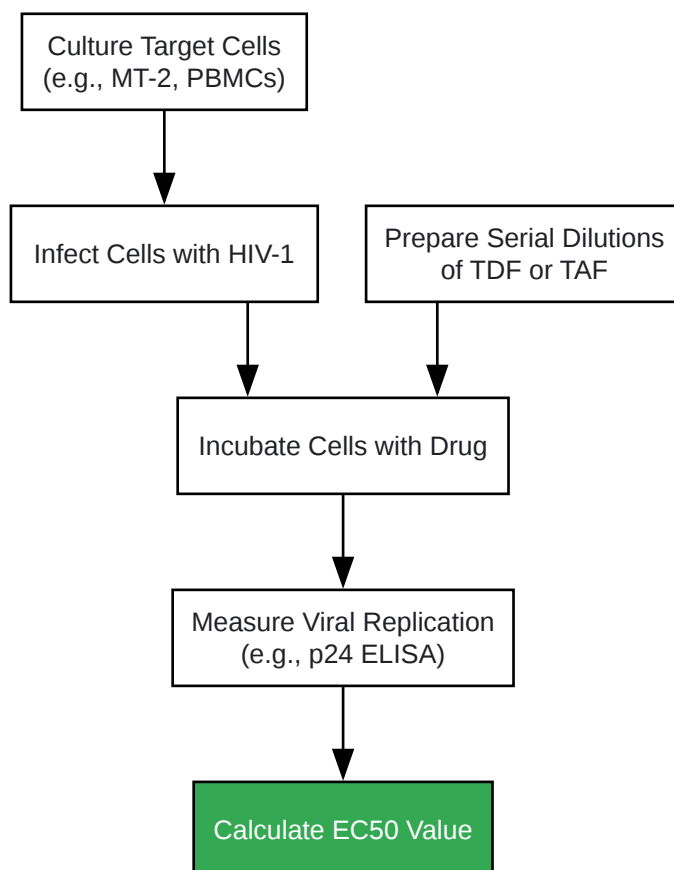 Culture Target Cells
(e.g., MT-2, PBMCs)
Infect Cells with HIV-1
Prepare Serial Dilutions
of TDF or TAF
Incubate Cells with Drug
Measure Viral Replication
(e.g., p24 ELISA)
Calculate EC50 Value